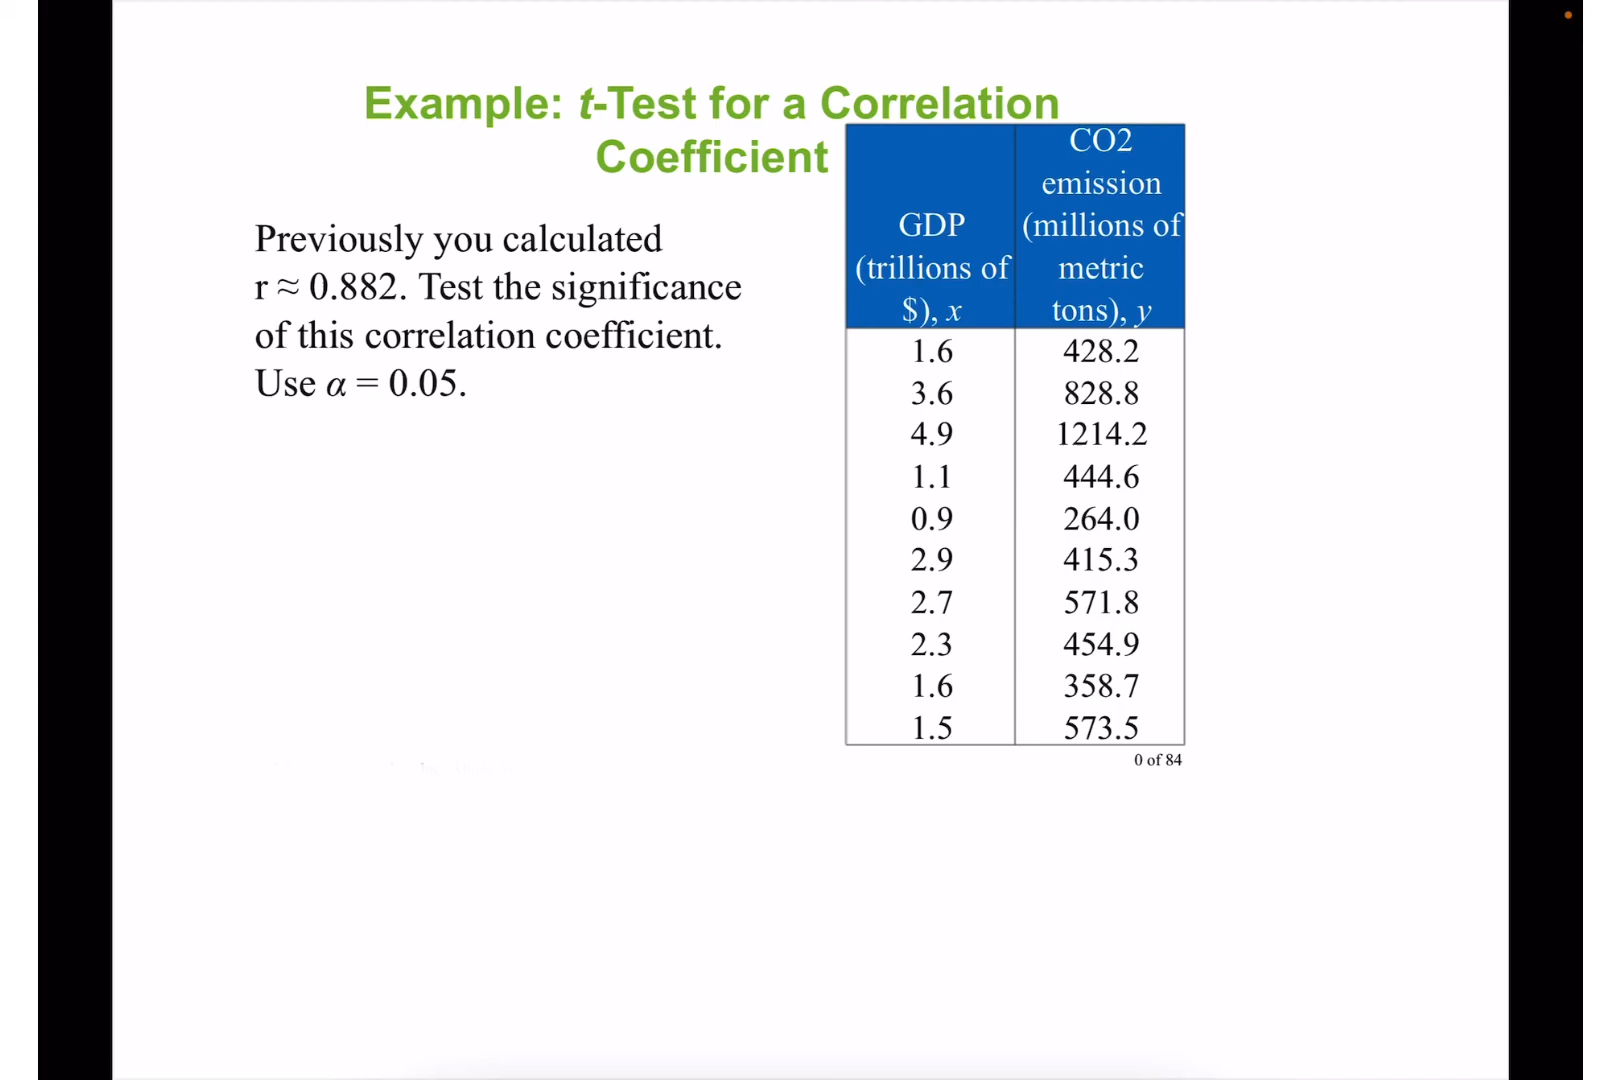 Example: t-Test for a Correlation
Coefficient
Previously you calculated
r ≈ 0.882. Test the significance
of this correlation coefficient.
Use α = 0.05.
GDP
(trillions of
$), x
CO2
emission
(millions of
metric
tons), y
1.6 428.2
3.6 828.8
4.9 1214.2
1.1 444.6
0.9 264.0
2.9 415.3
2.7 571.8
2.3 454.9
1.6 358.7
1.5 573.5
0 of 84